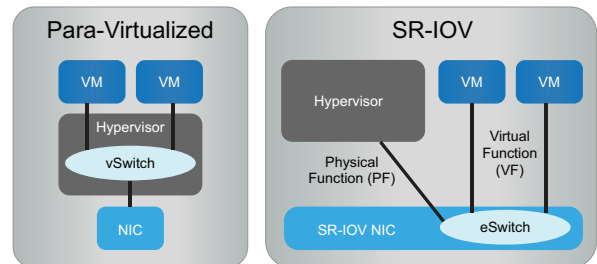 Para-Virtualized
VM VM
Hypervisor
vSwitch
NIC
SR-IOV
Hypervisor
VM VM
Virtual
Function
(VF)
Physical
Function (PF)
SR-IOV NIC
eSwitch